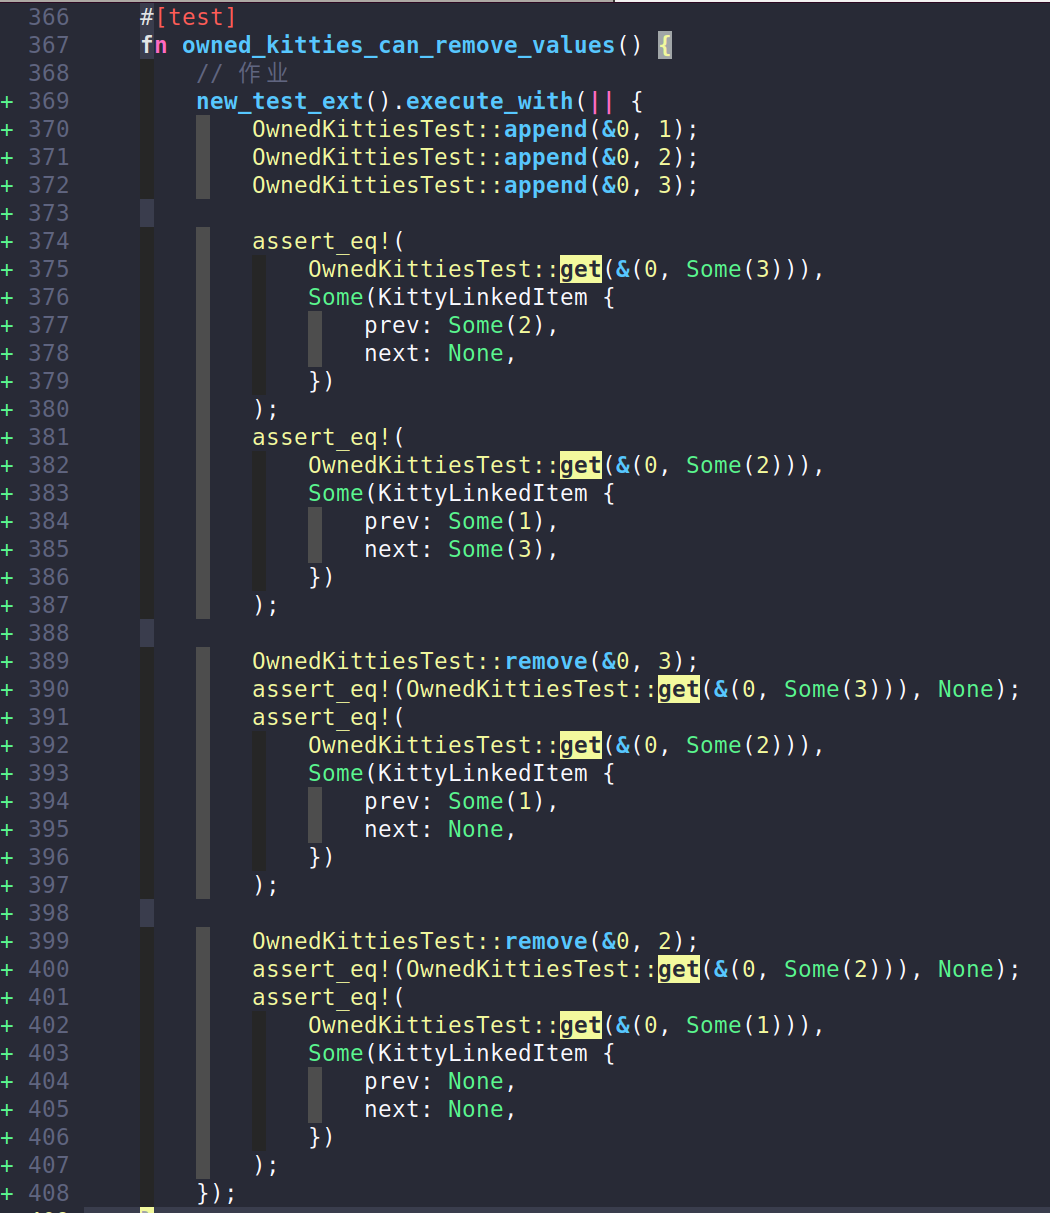 366 #[test]
367 fn owned_kitties_can_remove_values() {
368 // 作业
+ 369 new_test_ext().execute_with(|| {
+ 370 OwnedKittiesTest::append(&0, 1);
+ 371 OwnedKittiesTest::append(&0, 2);
+ 372 OwnedKittiesTest::append(&0, 3);
+ 373
+ 374 assert_eq!(
+ 375 OwnedKittiesTest::get(&(0, Some(3))),
+ 376 Some(KittyLinkedItem {
+ 377 prev: Some(2),
+ 378 next: None,
+ 379 })
+ 380 );
+ 381 assert_eq!(
+ 382 OwnedKittiesTest::get(&(0, Some(2))),
+ 383 Some(KittyLinkedItem {
+ 384 prev: Some(1),
+ 385 next: Some(3),
+ 386 })
+ 387 );
+ 388
+ 389 OwnedKittiesTest::remove(&0, 3);
+ 390 assert_eq!(OwnedKittiesTest::get(&(0, Some(3))), None);
+ 391 assert_eq!(
+ 392 OwnedKittiesTest::get(&(0, Some(2))),
+ 393 Some(KittyLinkedItem {
+ 394 prev: Some(1),
+ 395 next: None,
+ 396 })
+ 397 );
+ 398
+ 399 OwnedKittiesTest::remove(&0, 2);
+ 400 assert_eq!(OwnedKittiesTest::get(&(0, Some(2))), None);
+ 401 assert_eq!(
+ 402 OwnedKittiesTest::get(&(0, Some(1))),
+ 403 Some(KittyLinkedItem {
+ 404 prev: None,
+ 405 next: None,
+ 406 })
+ 407 );
+ 408 });